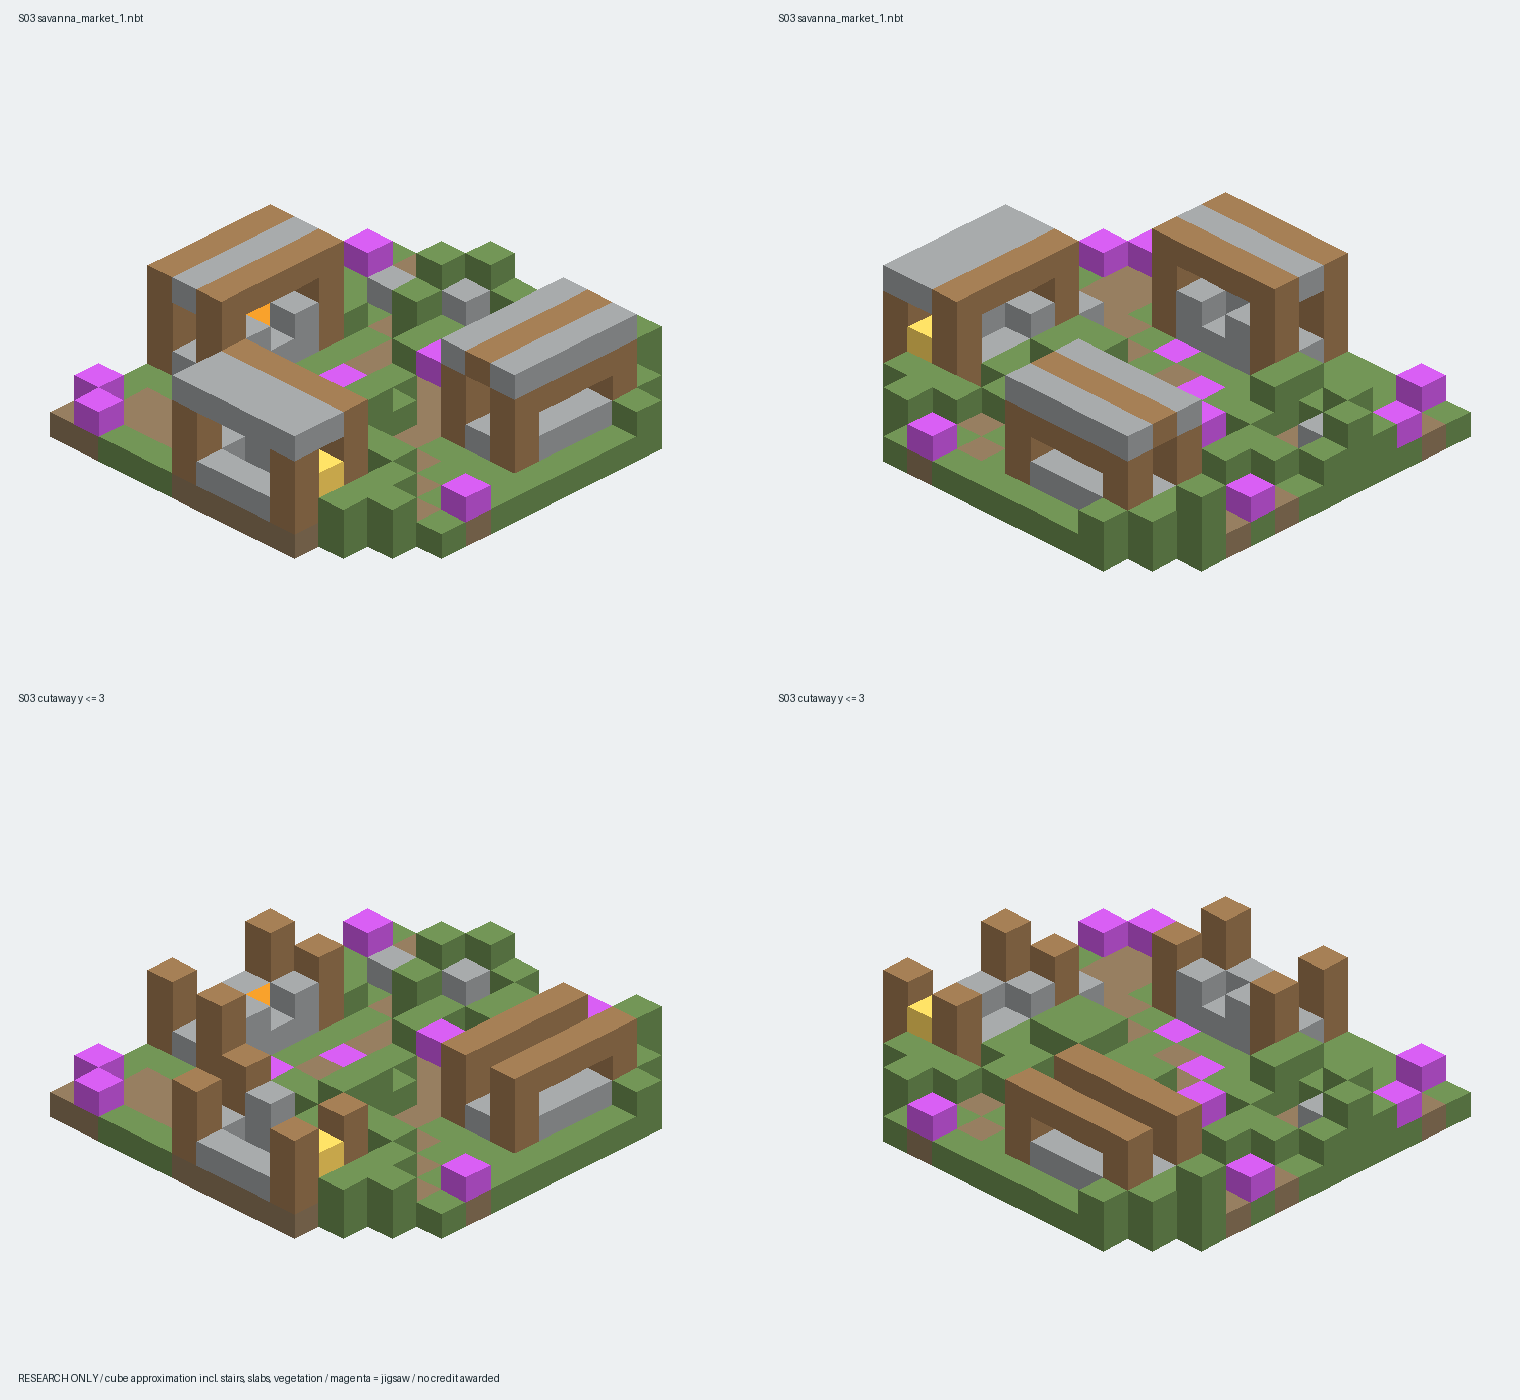 S03 savanna_market_1.nbt
S03 savanna_market_1.nbt
S03 cutaway y <= 3
S03 cutaway y <= 3
RESEARCH ONLY / cube approximation incl. stairs, slabs, vegetation / magenta = jigsaw / no credit awarded